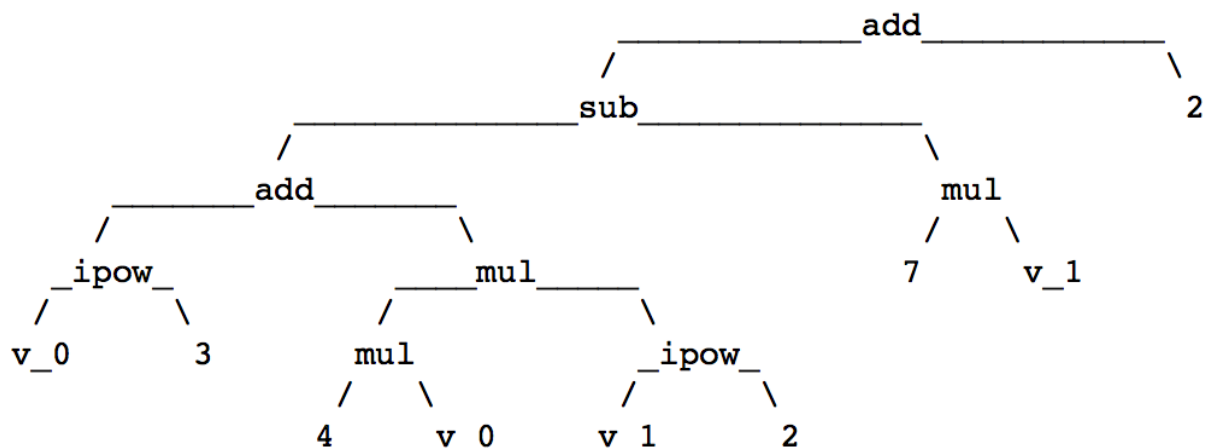 add
sub 2
add mul
_ipow_ mul 7 v_1
v_0 3 mul _ipow_
4 v_0 v_1 2